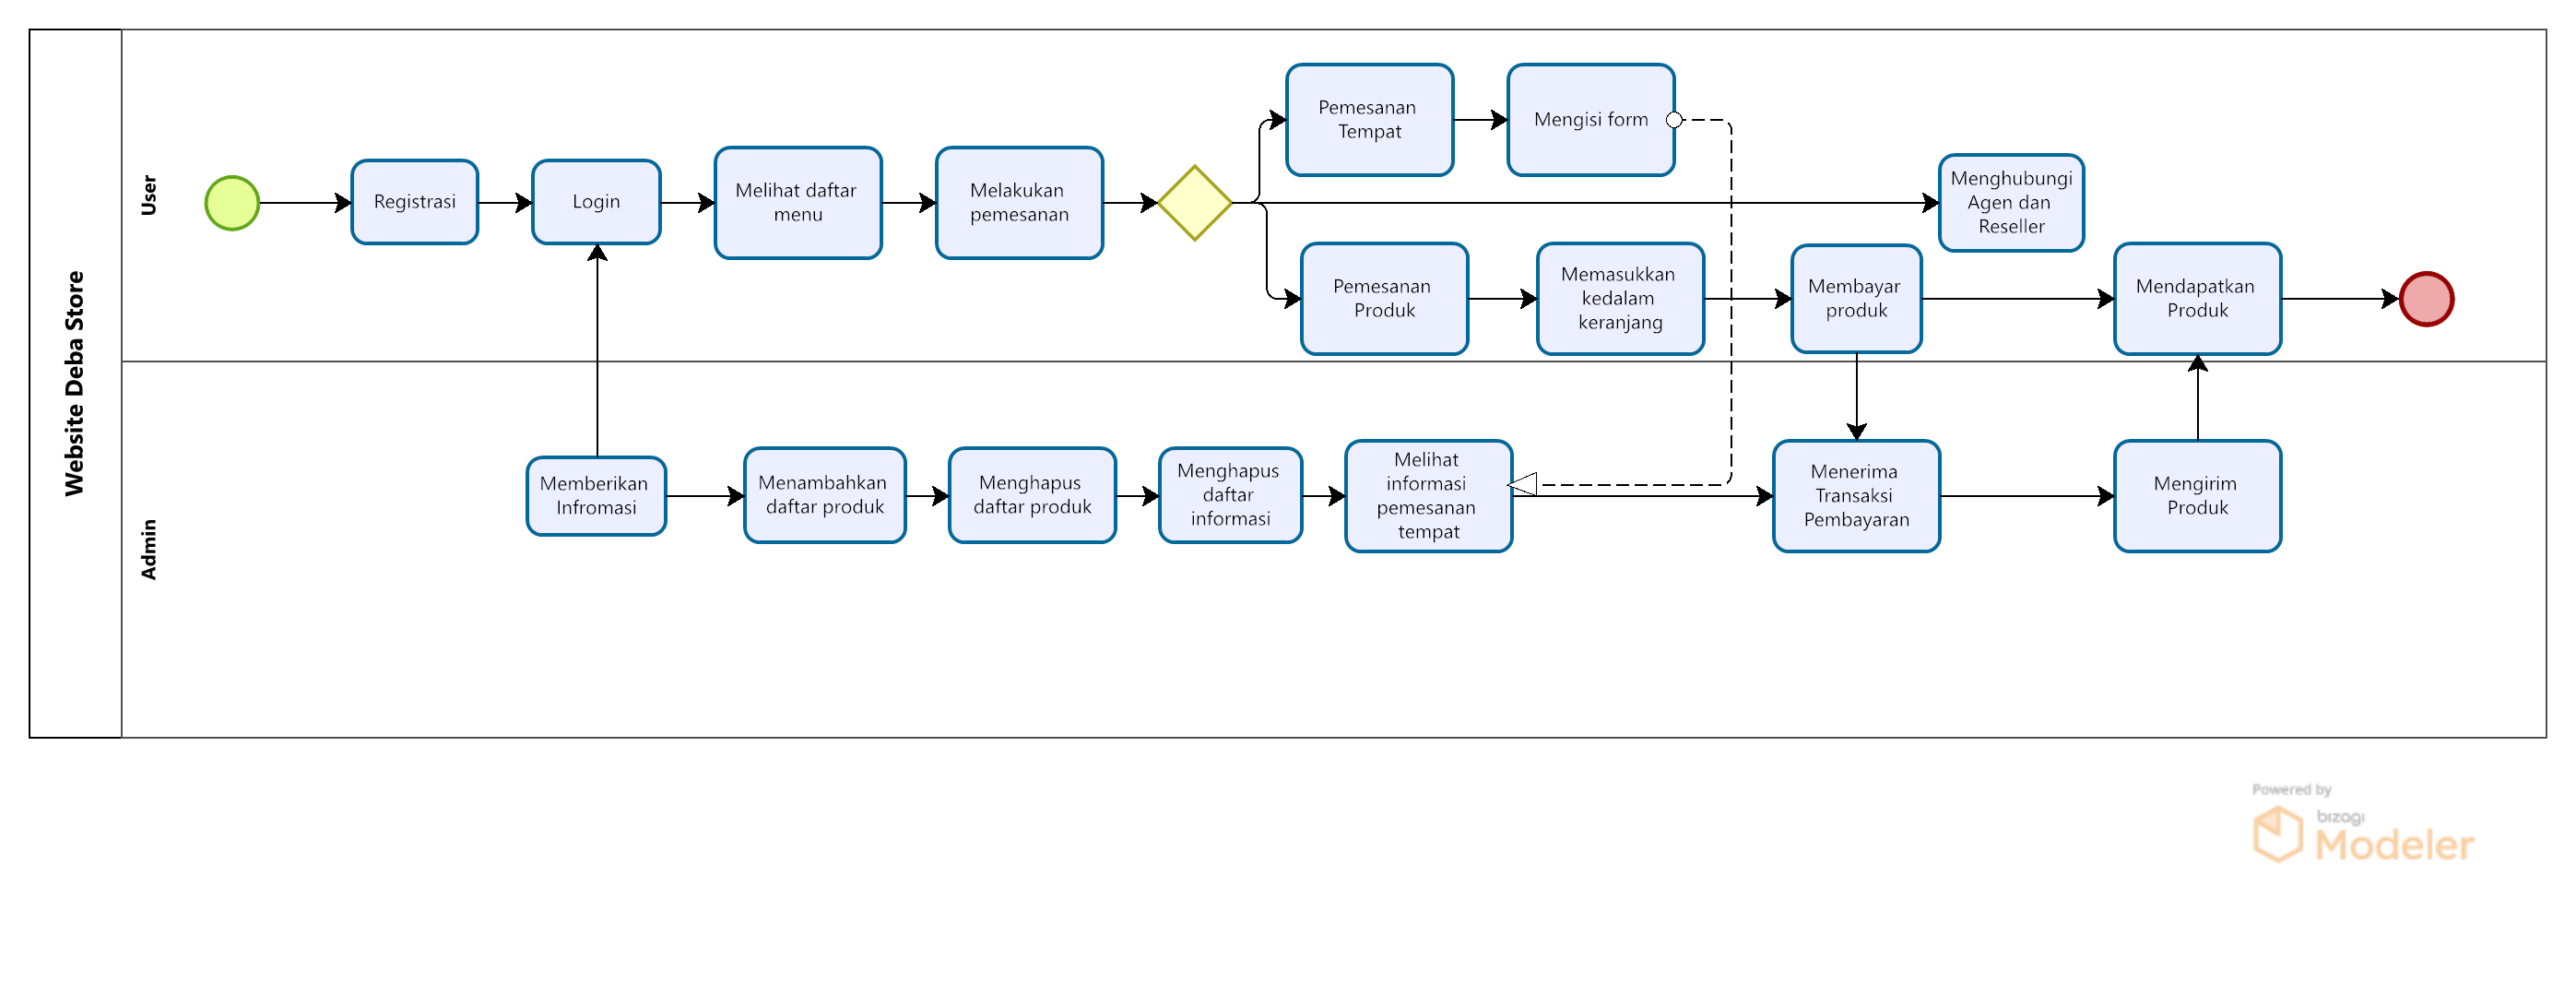 Website Deba Store
User
Registrasi
Login
Melihat daftar
menu
Melakukan
pemesanan
Pemesanan
Tempat
Mengisi form
Menghubungi
Agen dan
Reseller
Pemesanan
Produk
Memasukkan
kedalam
keranjang
Membayar
produk
Mendapatkan
Produk
Admin
Memberikan
Infromasi
Menambahkan
daftar produk
Menghapus
daftar produk
Menghapus
daftar
informasi
Melihat
informasi
pemesanan
tempat
Menerima
Transaksi
Pembayaran
Mengirim
Produk
Powered by
bizagi
Modeler